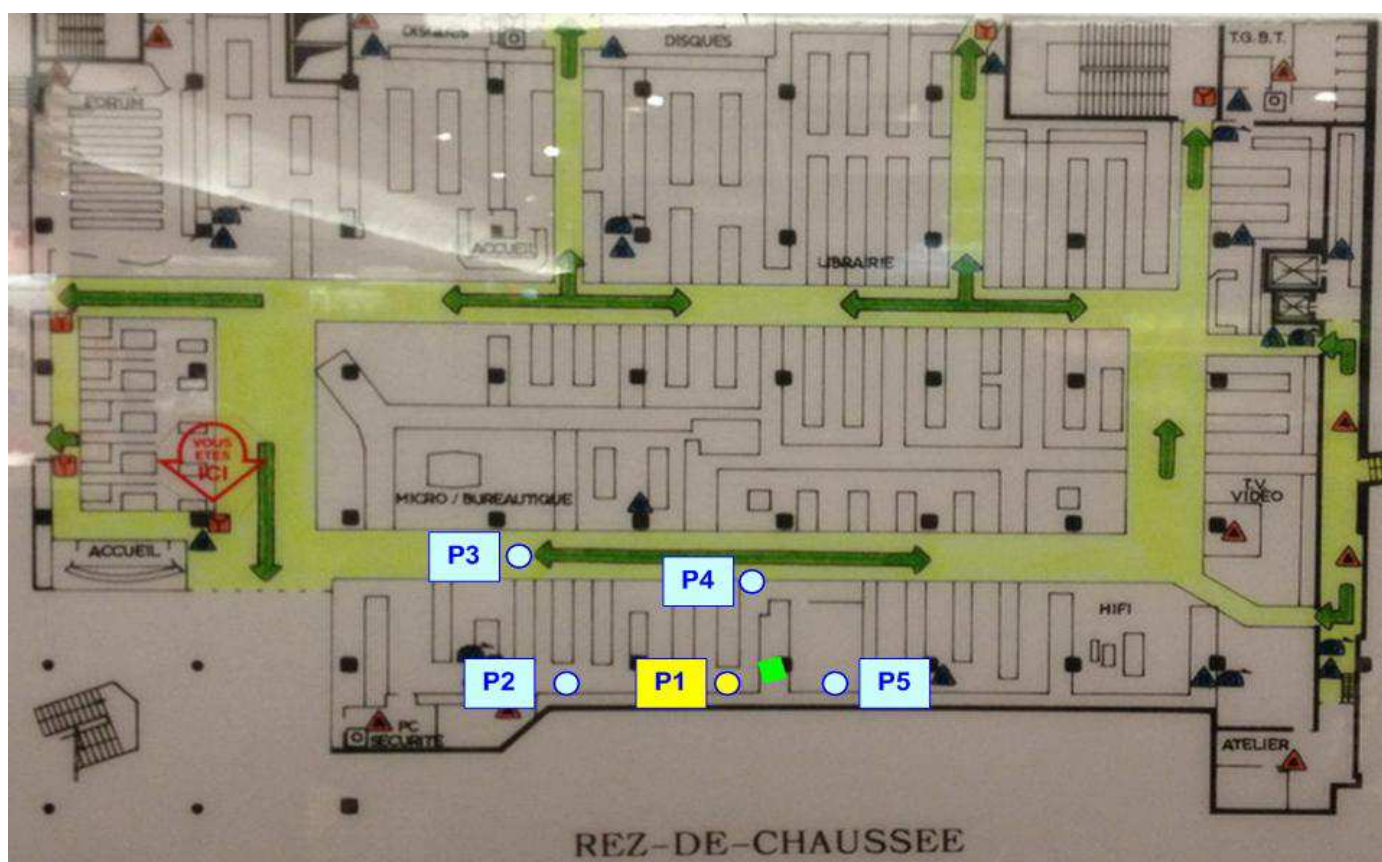 DISQUES
DISQUES
T.G.B.T.
FORUM
ACCUEIL
LIBRAIRIE
VOUS
ETES
ICI
MICRO / BUREAUTIQUE
T.V.
VIDEO
ACCUEIL
P3
P4
HIFI
P2
P1
P5
PC
SECURITE
ATELIER
REZ-DE-CHAUSSEE